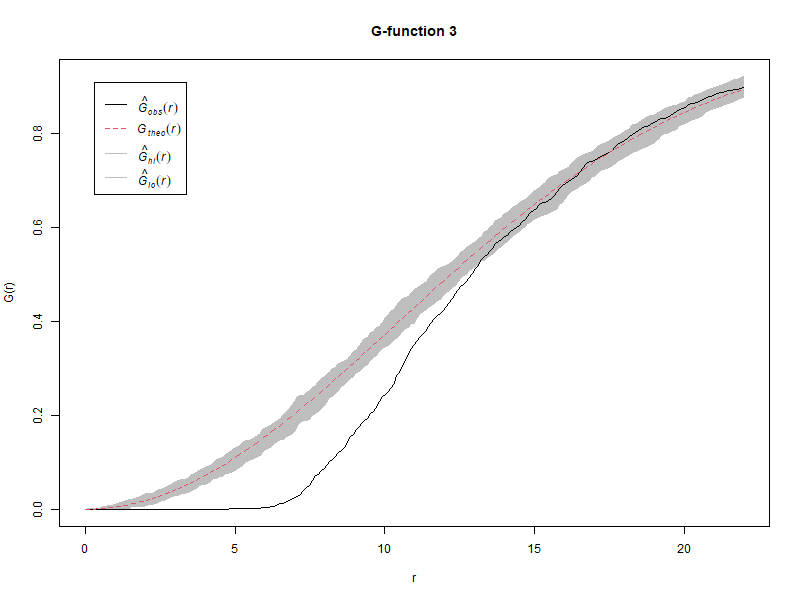 G-function 3
Ĝobs(r)
Gtheo(r)
Ĝhi(r)
Ĝlo(r)
G(r)
0.8
0.6
0.4
0.2
0.0
0 5 10 15 20
r